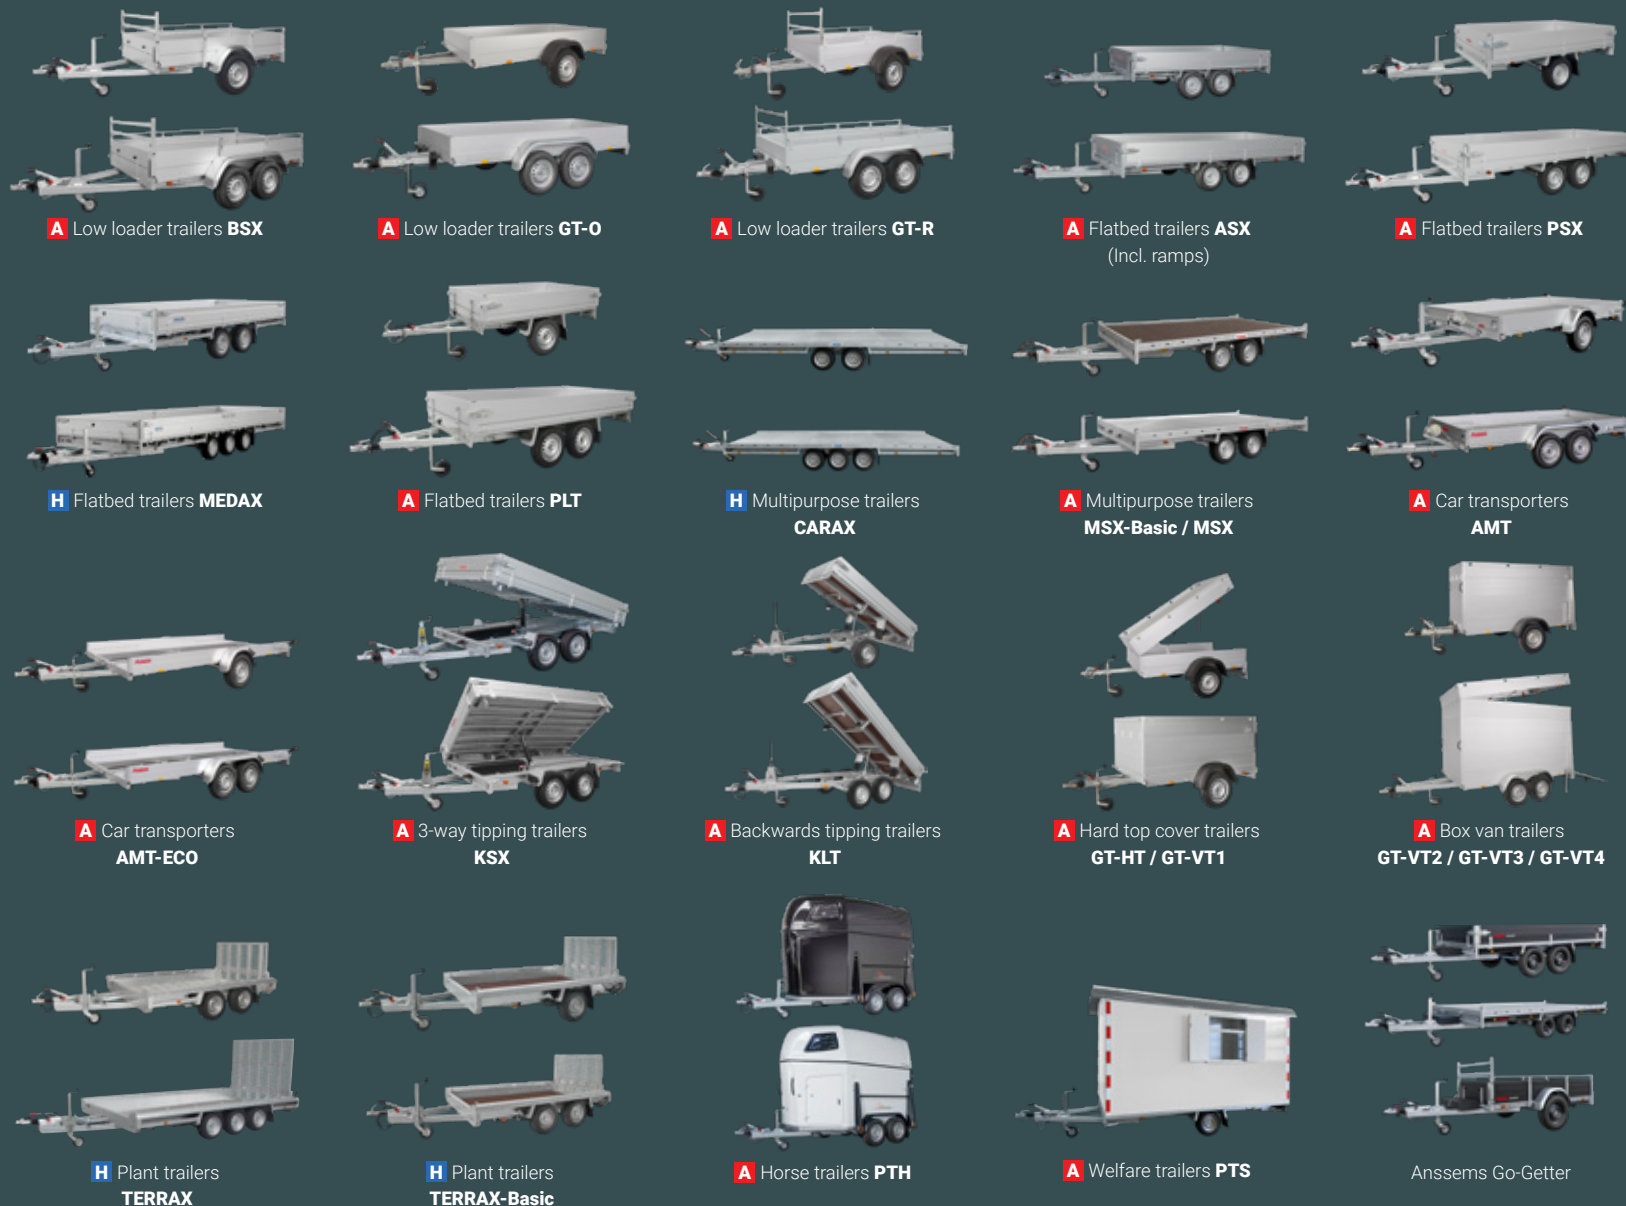 A Low loader trailers BSX
A Low loader trailers GT-O
A Low loader trailers GT-R
A Flatbed trailers ASX
(Incl. ramps)
A Flatbed trailers PSX
H Flatbed trailers MEDAX
A Flatbed trailers PLT
H Multipurpose trailers
CARAX
A Multipurpose trailers
MSX-Basic / MSX
A Car transporters
AMT
A Car transporters
AMT-ECO
A 3-way tipping trailers
KSX
A Backwards tipping trailers
KLT
A Hard top cover trailers
GT-HT / GT-VT1
A Box van trailers
GT-VT2 / GT-VT3 / GT-VT4
H Plant trailers
TERRAX
H Plant trailers
TERRAX-Basic
A Horse trailers PTH
A Welfare trailers PTS
Anssems Go-Getter